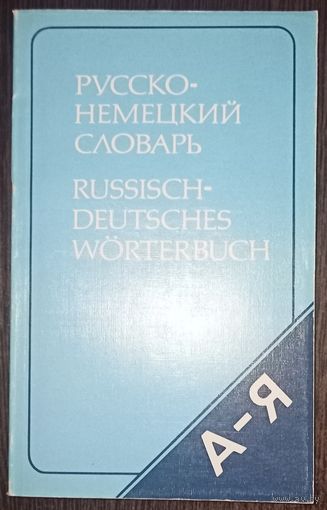 РУССКО-
НЕМЕЦКИЙ
СЛОВАРЬ
RUSSISCH-
DEUTSCHES
WÖRTERBUCH
А-Я